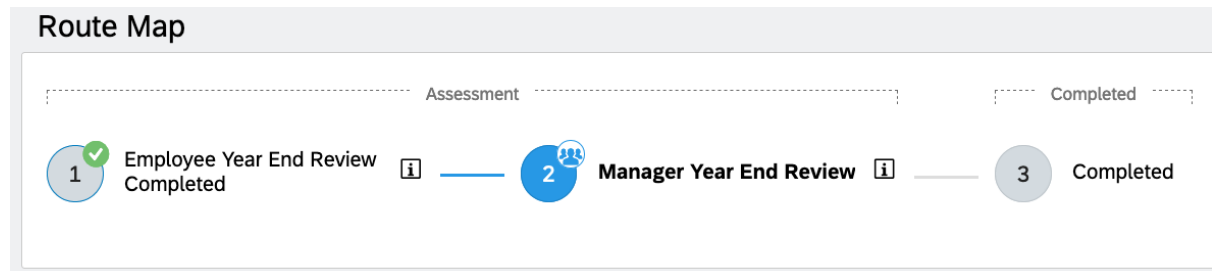 Route Map
Assessment
Completed
1
Employee Year End Review
Completed
i
2
Manager Year End Review
i
3
Completed